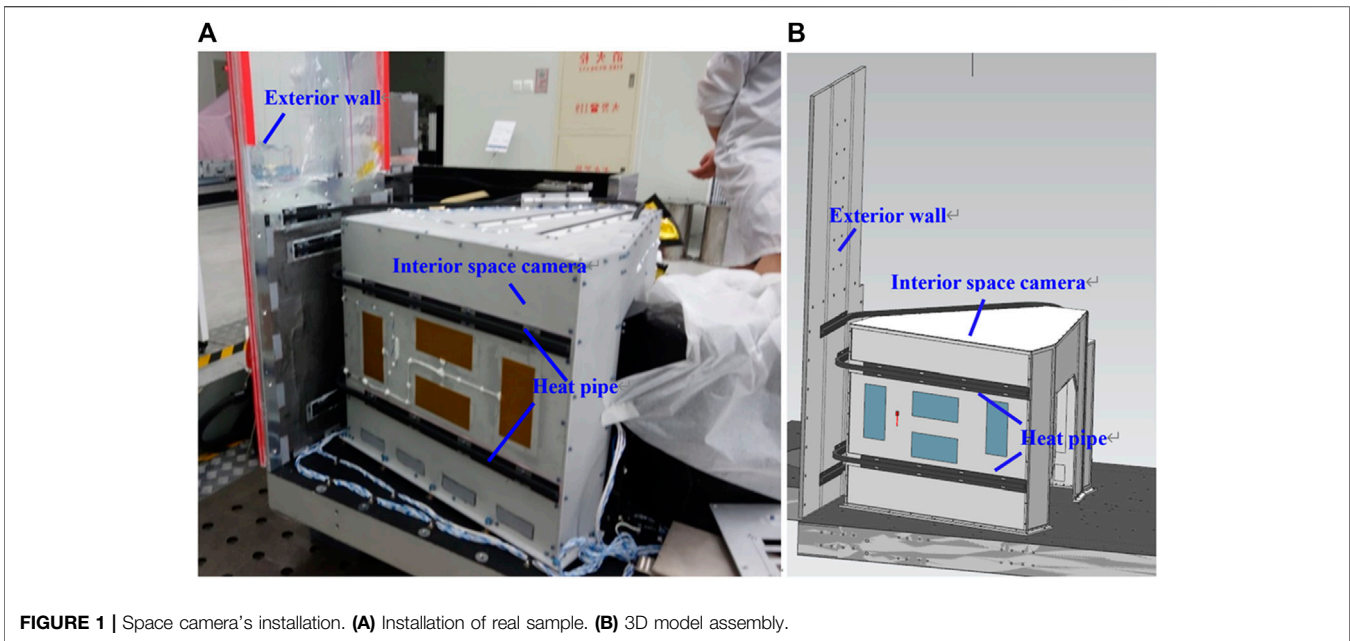 A
B
Exterior wall
Interior space camera↵
Heat pipe↵
Exterior wall↵
Interior space camera↵
Heat pipe↵
FIGURE 1 | Space camera's installation. (A) Installation of real sample. (B) 3D model assembly.